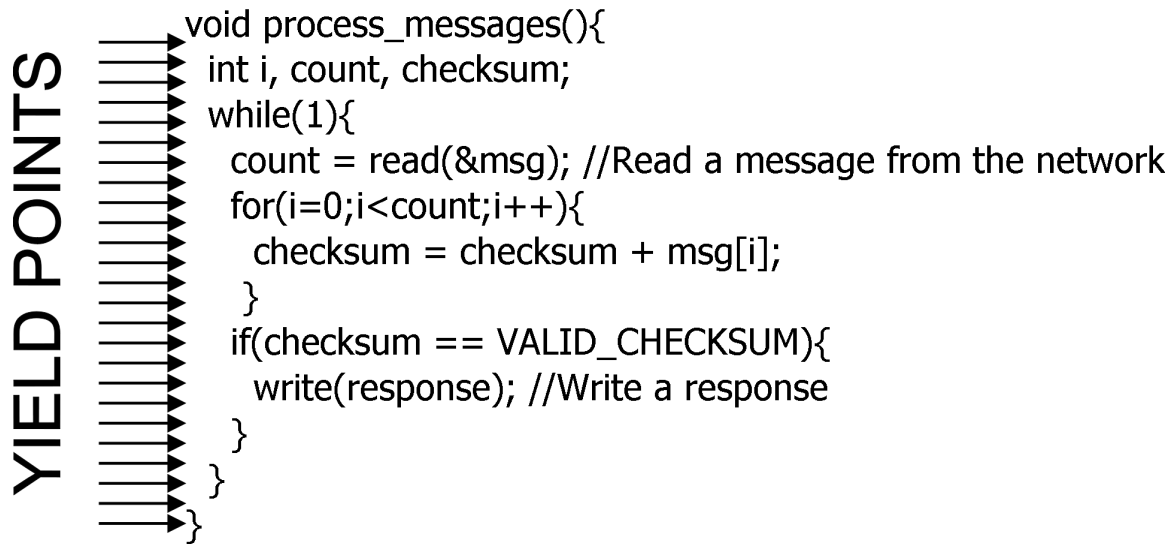 YIELD POINTS
void process_messages(){
int i, count, checksum;
while(1){
count = read(&msg); //Read a message from the network
for(i=0;i<count;i++){
checksum = checksum + msg[i];
}
if(checksum == VALID_CHECKSUM){
write(response); //Write a response
}
}
}